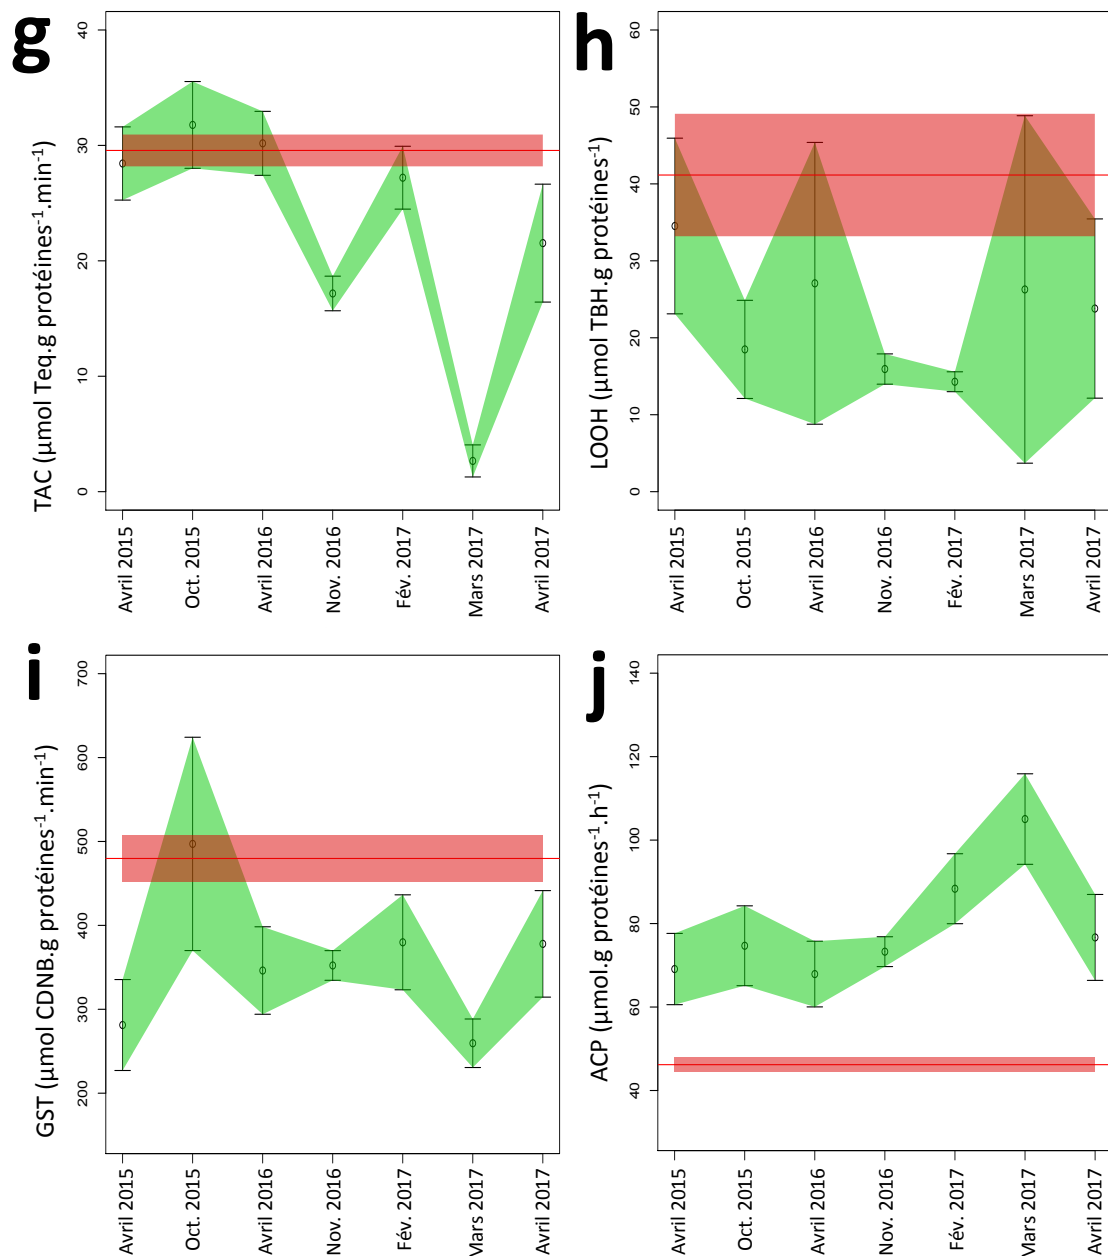 g
TAC (µmol Teq.g protéines⁻¹.min⁻¹)
40
30
20
10
0
Avril 2015
Oct. 2015
Avril 2016
Nov. 2016
Fév. 2017
Mars 2017
Avril 2017
h
LOOH (µmol TBH.g protéines⁻¹)
60
50
40
30
20
10
0
Avril 2015
Oct. 2015
Avril 2016
Nov. 2016
Fév. 2017
Mars 2017
Avril 2017
i
GST (µmol CDNB.g protéines⁻¹.min⁻¹)
700
600
500
400
300
200
Avril 2015
Oct. 2015
Avril 2016
Nov. 2016
Fév. 2017
Mars 2017
Avril 2017
j
ACP (µmol.g protéines⁻¹.h⁻¹)
140
120
100
80
60
40
Avril 2015
Oct. 2015
Avril 2016
Nov. 2016
Fév. 2017
Mars 2017
Avril 2017